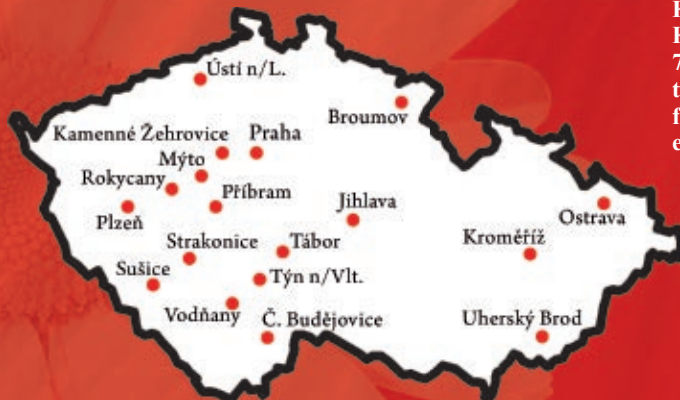 Ústí n/L.
Broumov
Kamenné Žehrovice
Praha
Mýto
Rokycany
Příbram
Jihlava
Plzeň
Ostrava
Strakonice
Tábor
Kroměříž
Sušice
Týn n/Vlt.
Vodňany
Č. Budějovice
Uherský Brod